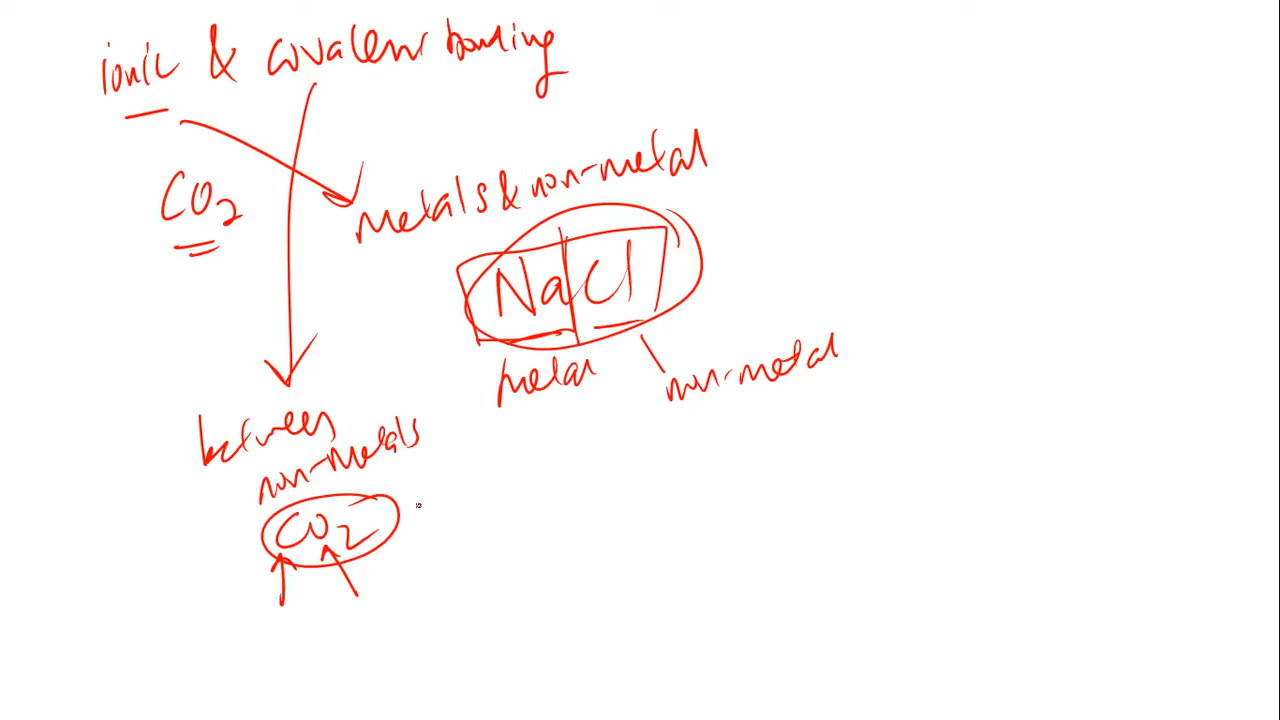 ionic & covalent bonding
CO2
metals & non-metal
NaCl
metal
non-metal
between
non-metals
CO2